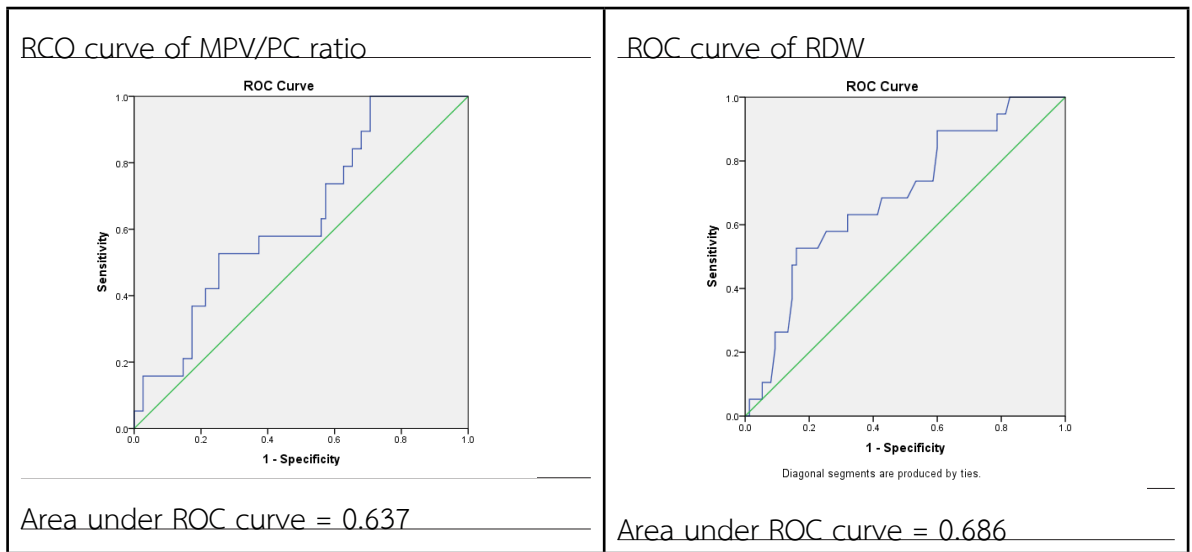 RCO curve of MPV/PC ratio
ROC Curve
Sensitivity
1.0
0.8
0.6
0.4
0.2
0.0
0.0 0.2 0.4 0.6 0.8 1.0
1 - Specificity
Area under ROC curve = 0.637
ROC curve of RDW
ROC Curve
Sensitivity
1.0
0.8
0.6
0.4
0.2
0.0
0.0 0.2 0.4 0.6 0.8 1.0
1 - Specificity
Diagonal segments are produced by ties.
Area under ROC curve = 0.686